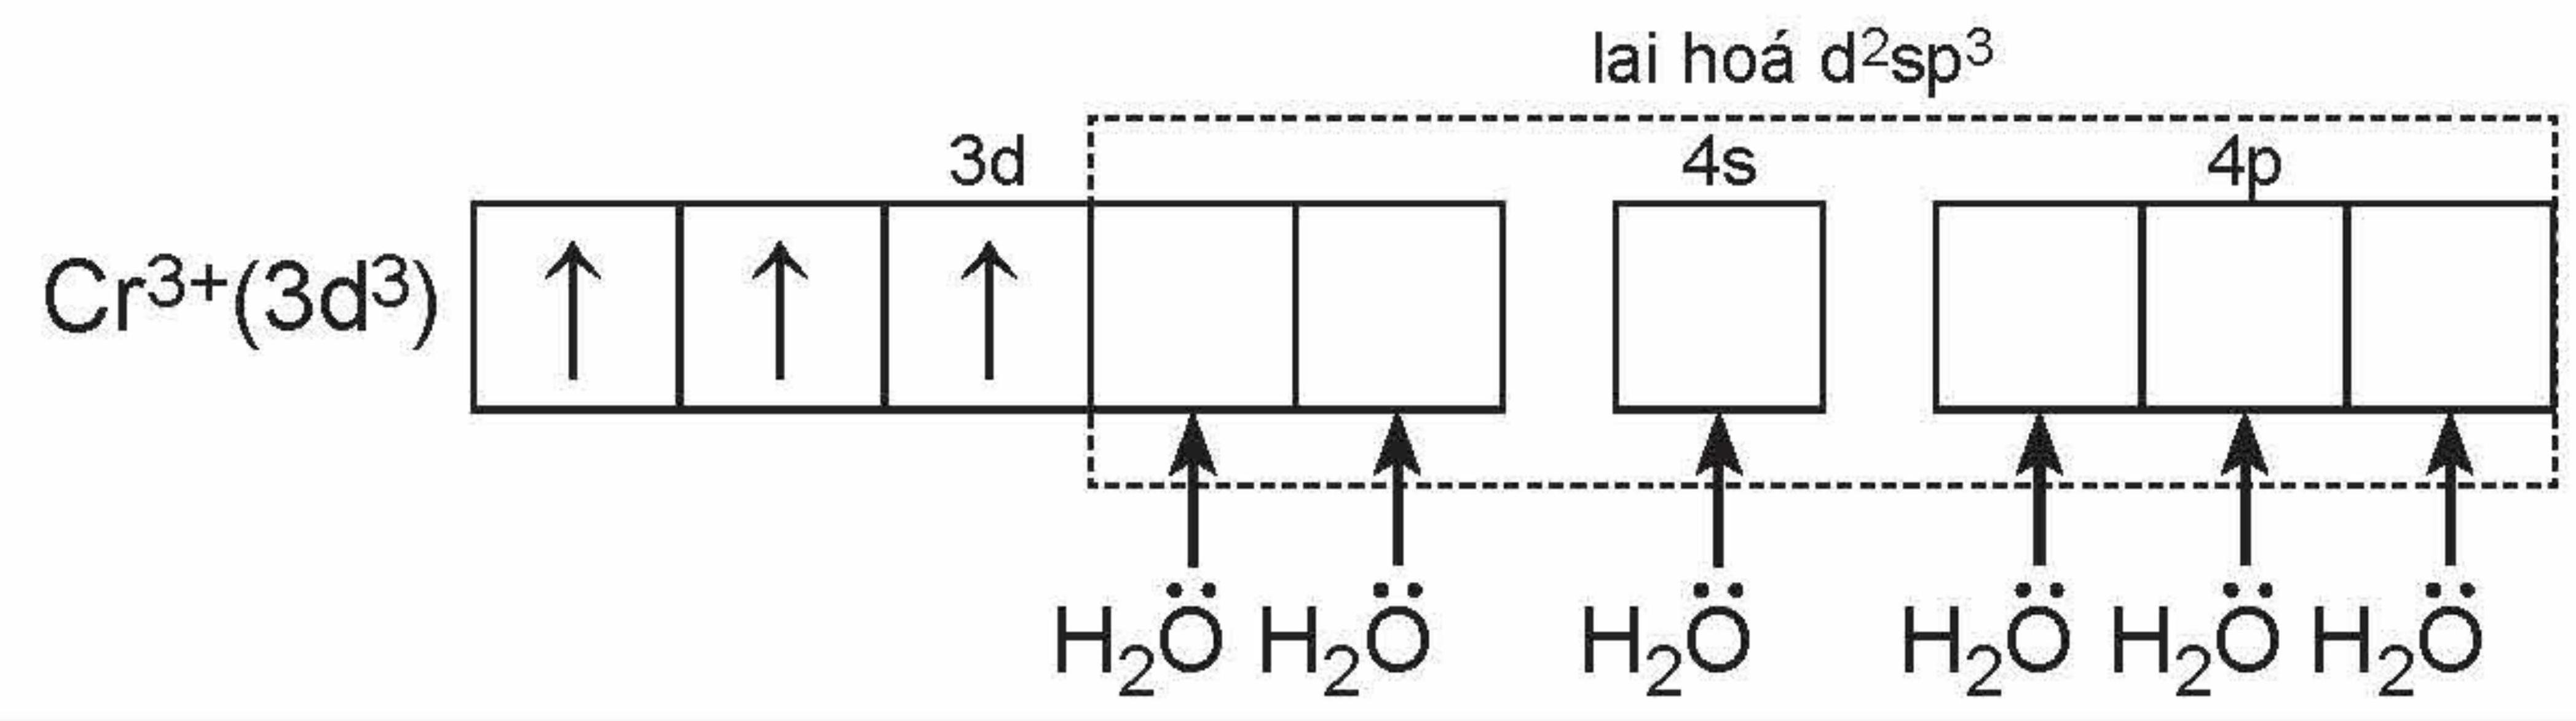 lai hoá d²sp³
3d 4s 4p
Cr³⁺(3d³)
H₂Ö H₂Ö H₂Ö H₂Ö H₂Ö H₂Ö